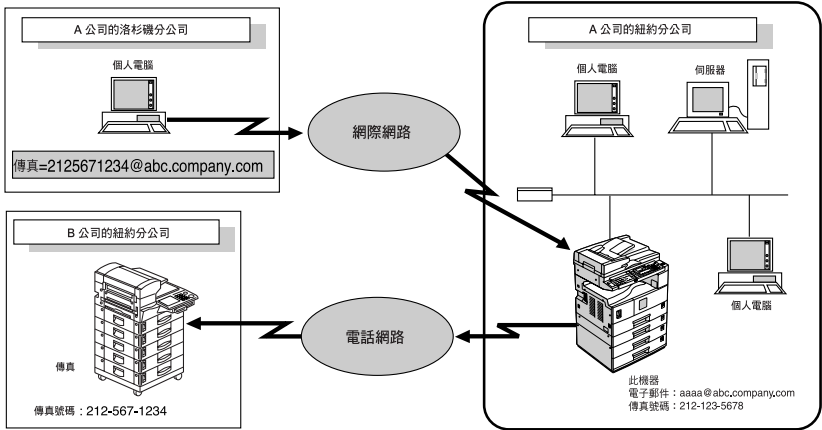 A 公司的洛杉磯分公司
個人電腦
傳真=2125671234@abc.company.com
網際網路
A 公司的紐約分公司
個人電腦
伺服器
個人電腦
此機器
電子郵件：aaaa@abc.company.com
傳真號碼：212-123-5678
電話網路
B 公司的紐約分公司
傳真
傳真號碼：212-567-1234